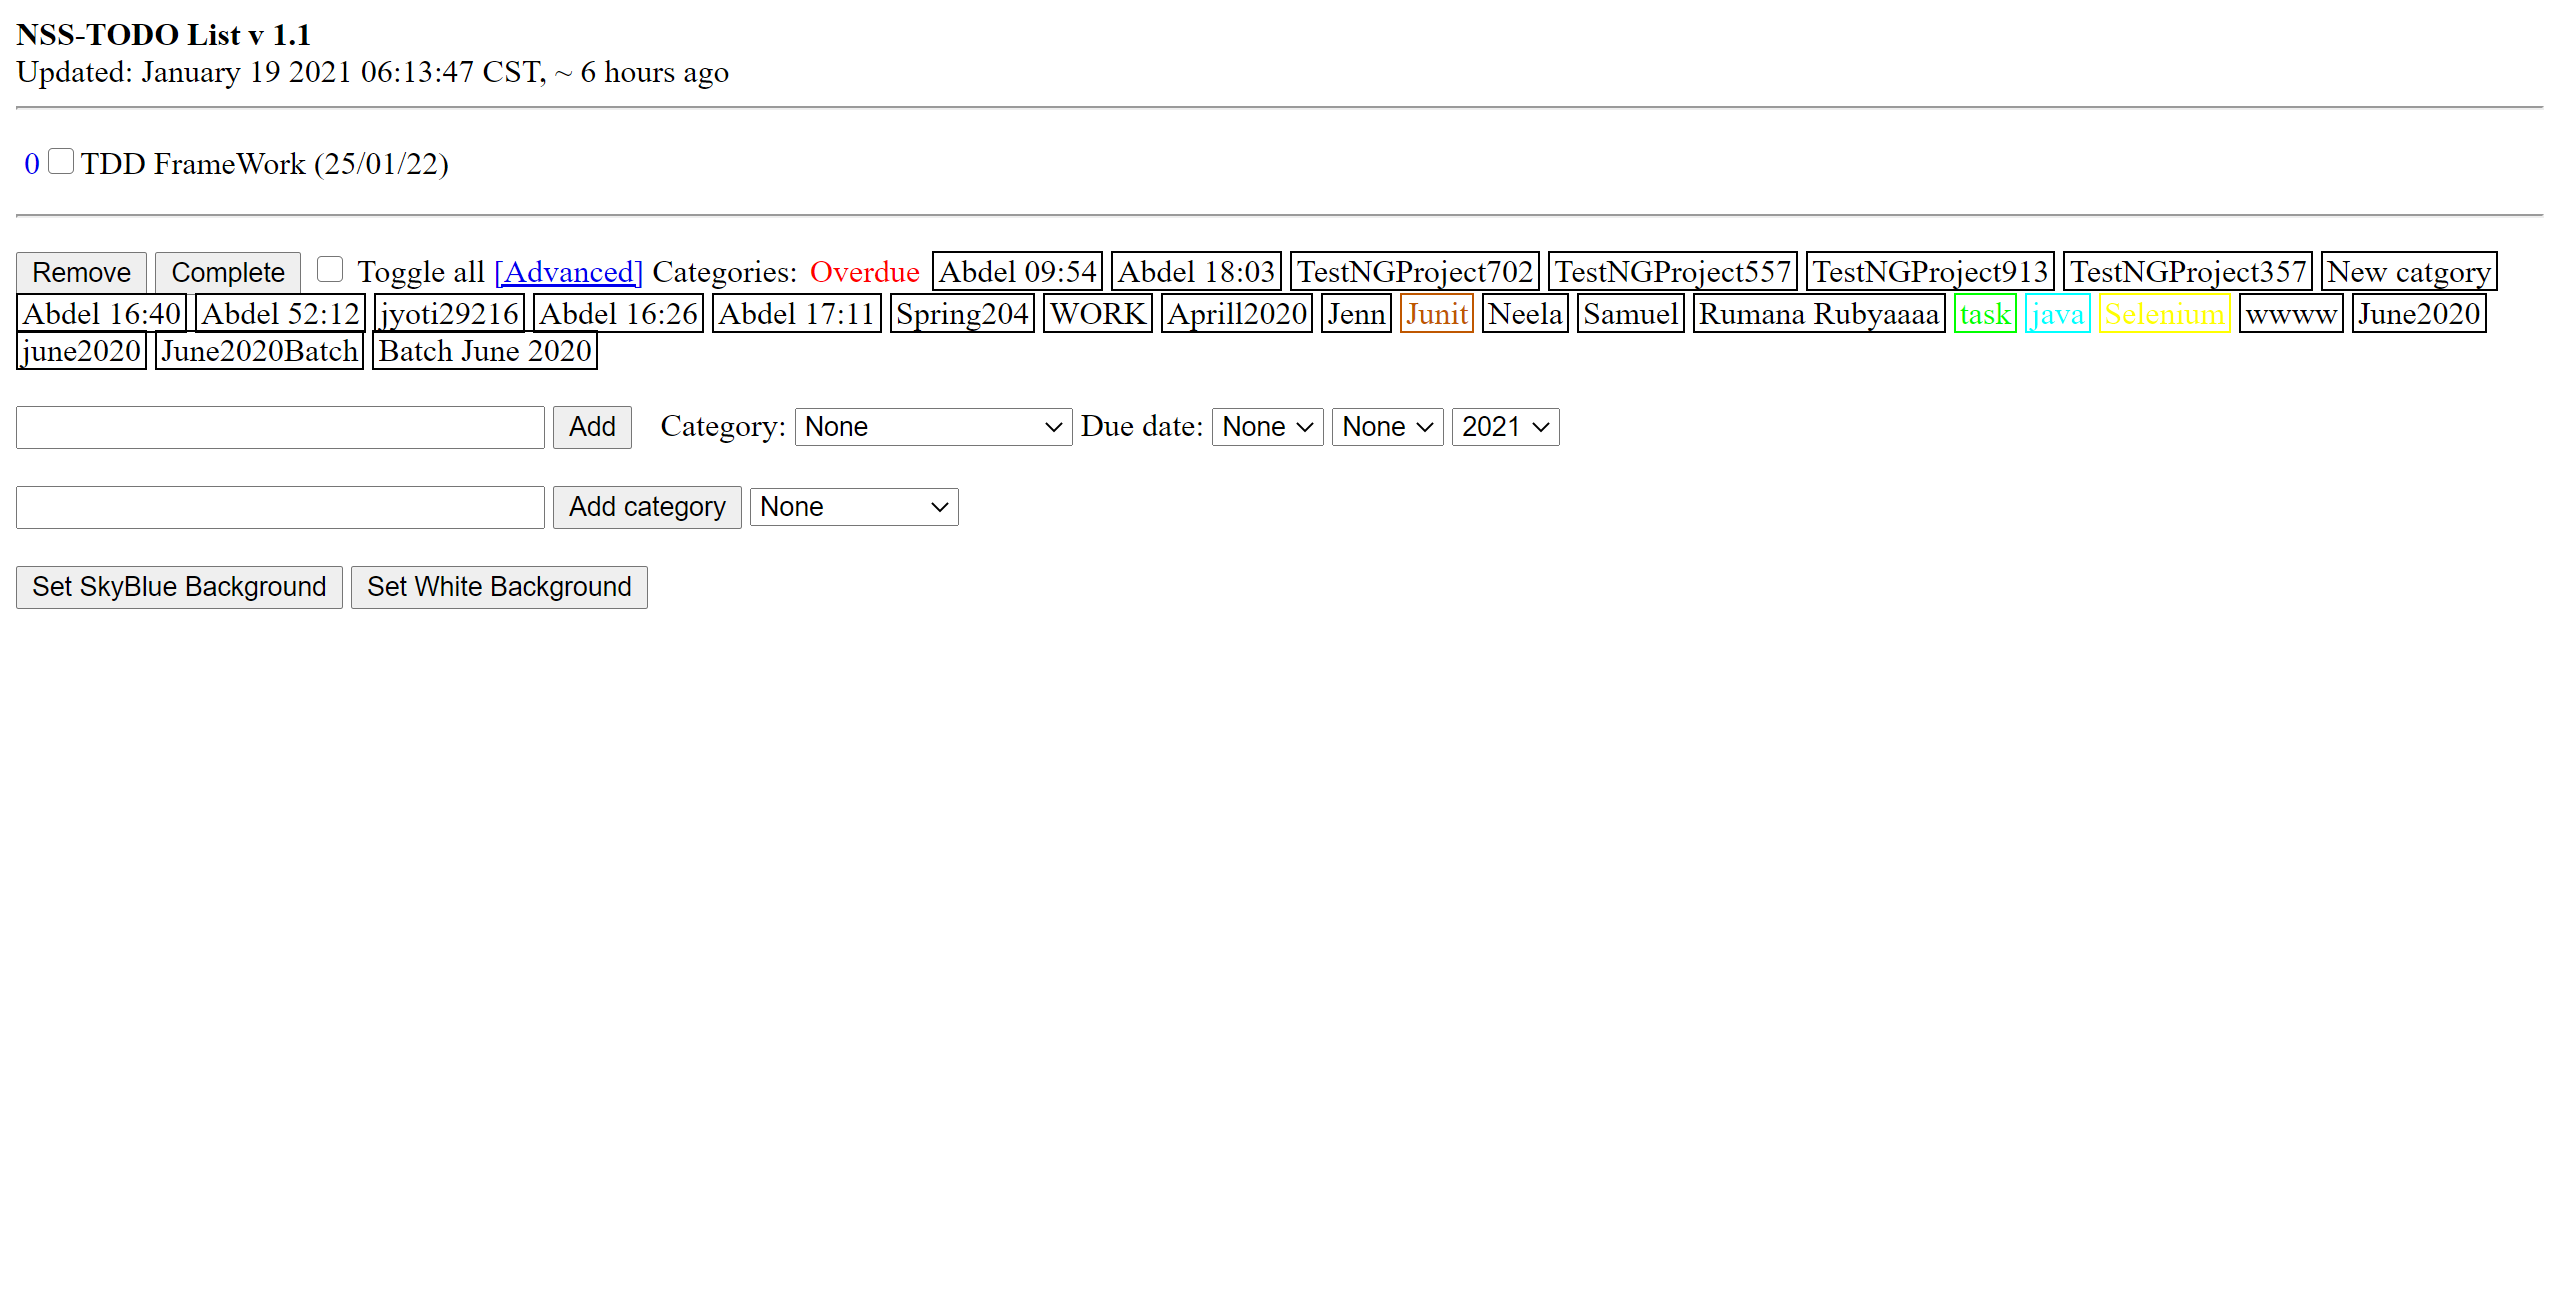 NSS-TODO List v 1.1
Updated: January 19 2021 06:13:47 CST, ~ 6 hours ago
0 TDD FrameWork (25/01/22)
Remove Complete Toggle all [Advanced] Categories: Overdue Abdel 09:54 Abdel 18:03 TestNGProject702 TestNGProject557 TestNGProject913 TestNGProject357 New catgory
Abdel 16:40 Abdel 52:12 jyoti29216 Abdel 16:26 Abdel 17:11 Spring204 WORK Aprill2020 Jenn Junit Neela Samuel Rumana Rubyaaaa task java Selenium wwww June2020
june2020 June2020Batch Batch June 2020
Add Category: None Due date: None None 2021
Add category None
Set SkyBlue Background Set White Background